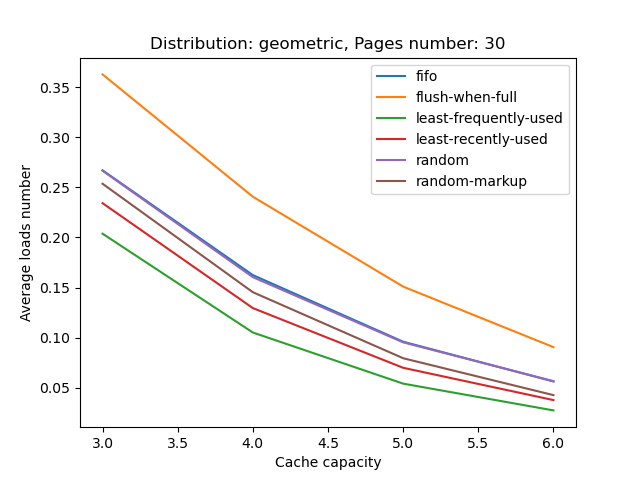 Distribution: geometric, Pages number: 30
Average loads number
0.35
0.30
0.25
0.20
0.15
0.10
0.05
fifo
flush-when-full
least-frequently-used
least-recently-used
random
random-markup
3.0 3.5 4.0 4.5 5.0 5.5 6.0
Cache capacity